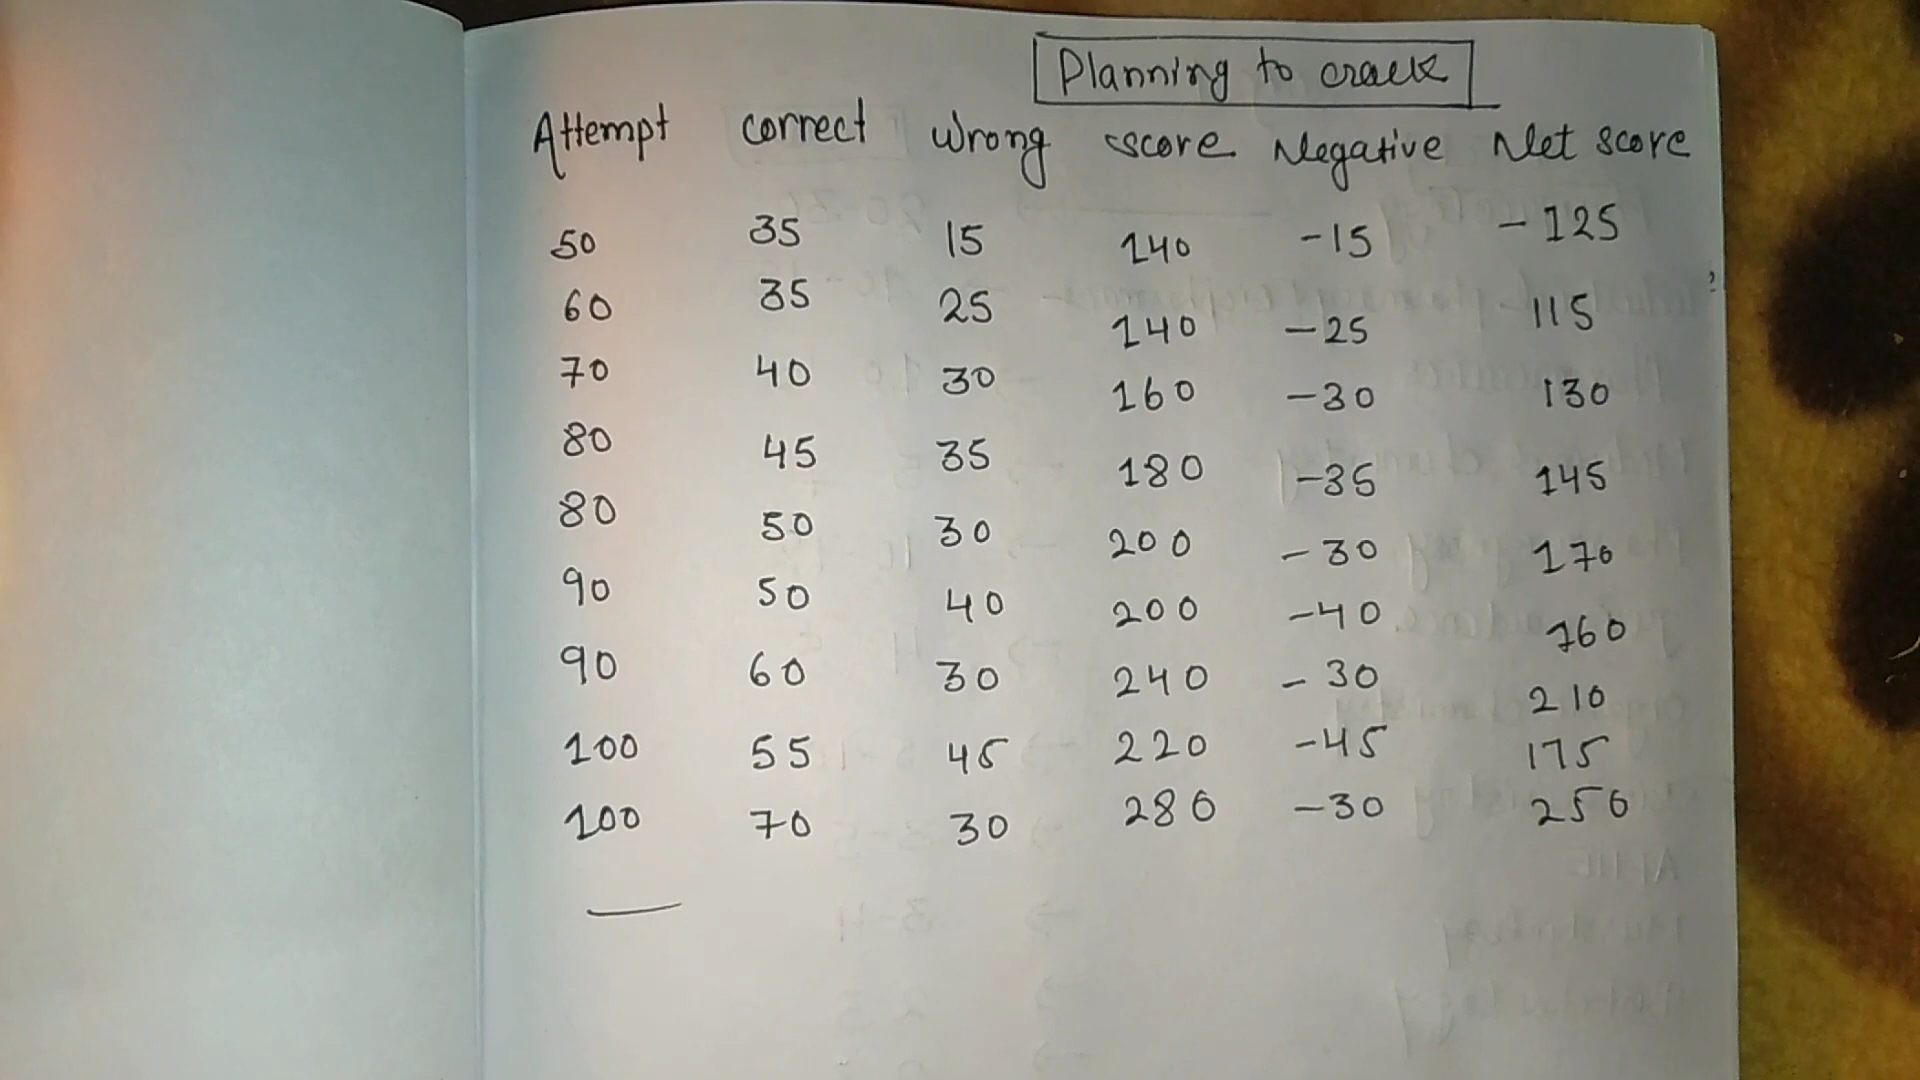 Planning to crack
Attempt correct Wrong score Negative Net score
50 35 15 140 -15 - 125
60 35 25 140 -25 115
70 40 30 160 -30 130
80 45 35 180 -35 145
80 50 30 200 -30 170
90 50 40 200 -40 160
90 60 30 240 -30 210
100 55 45 220 -45 175
100 70 30 280 -30 250